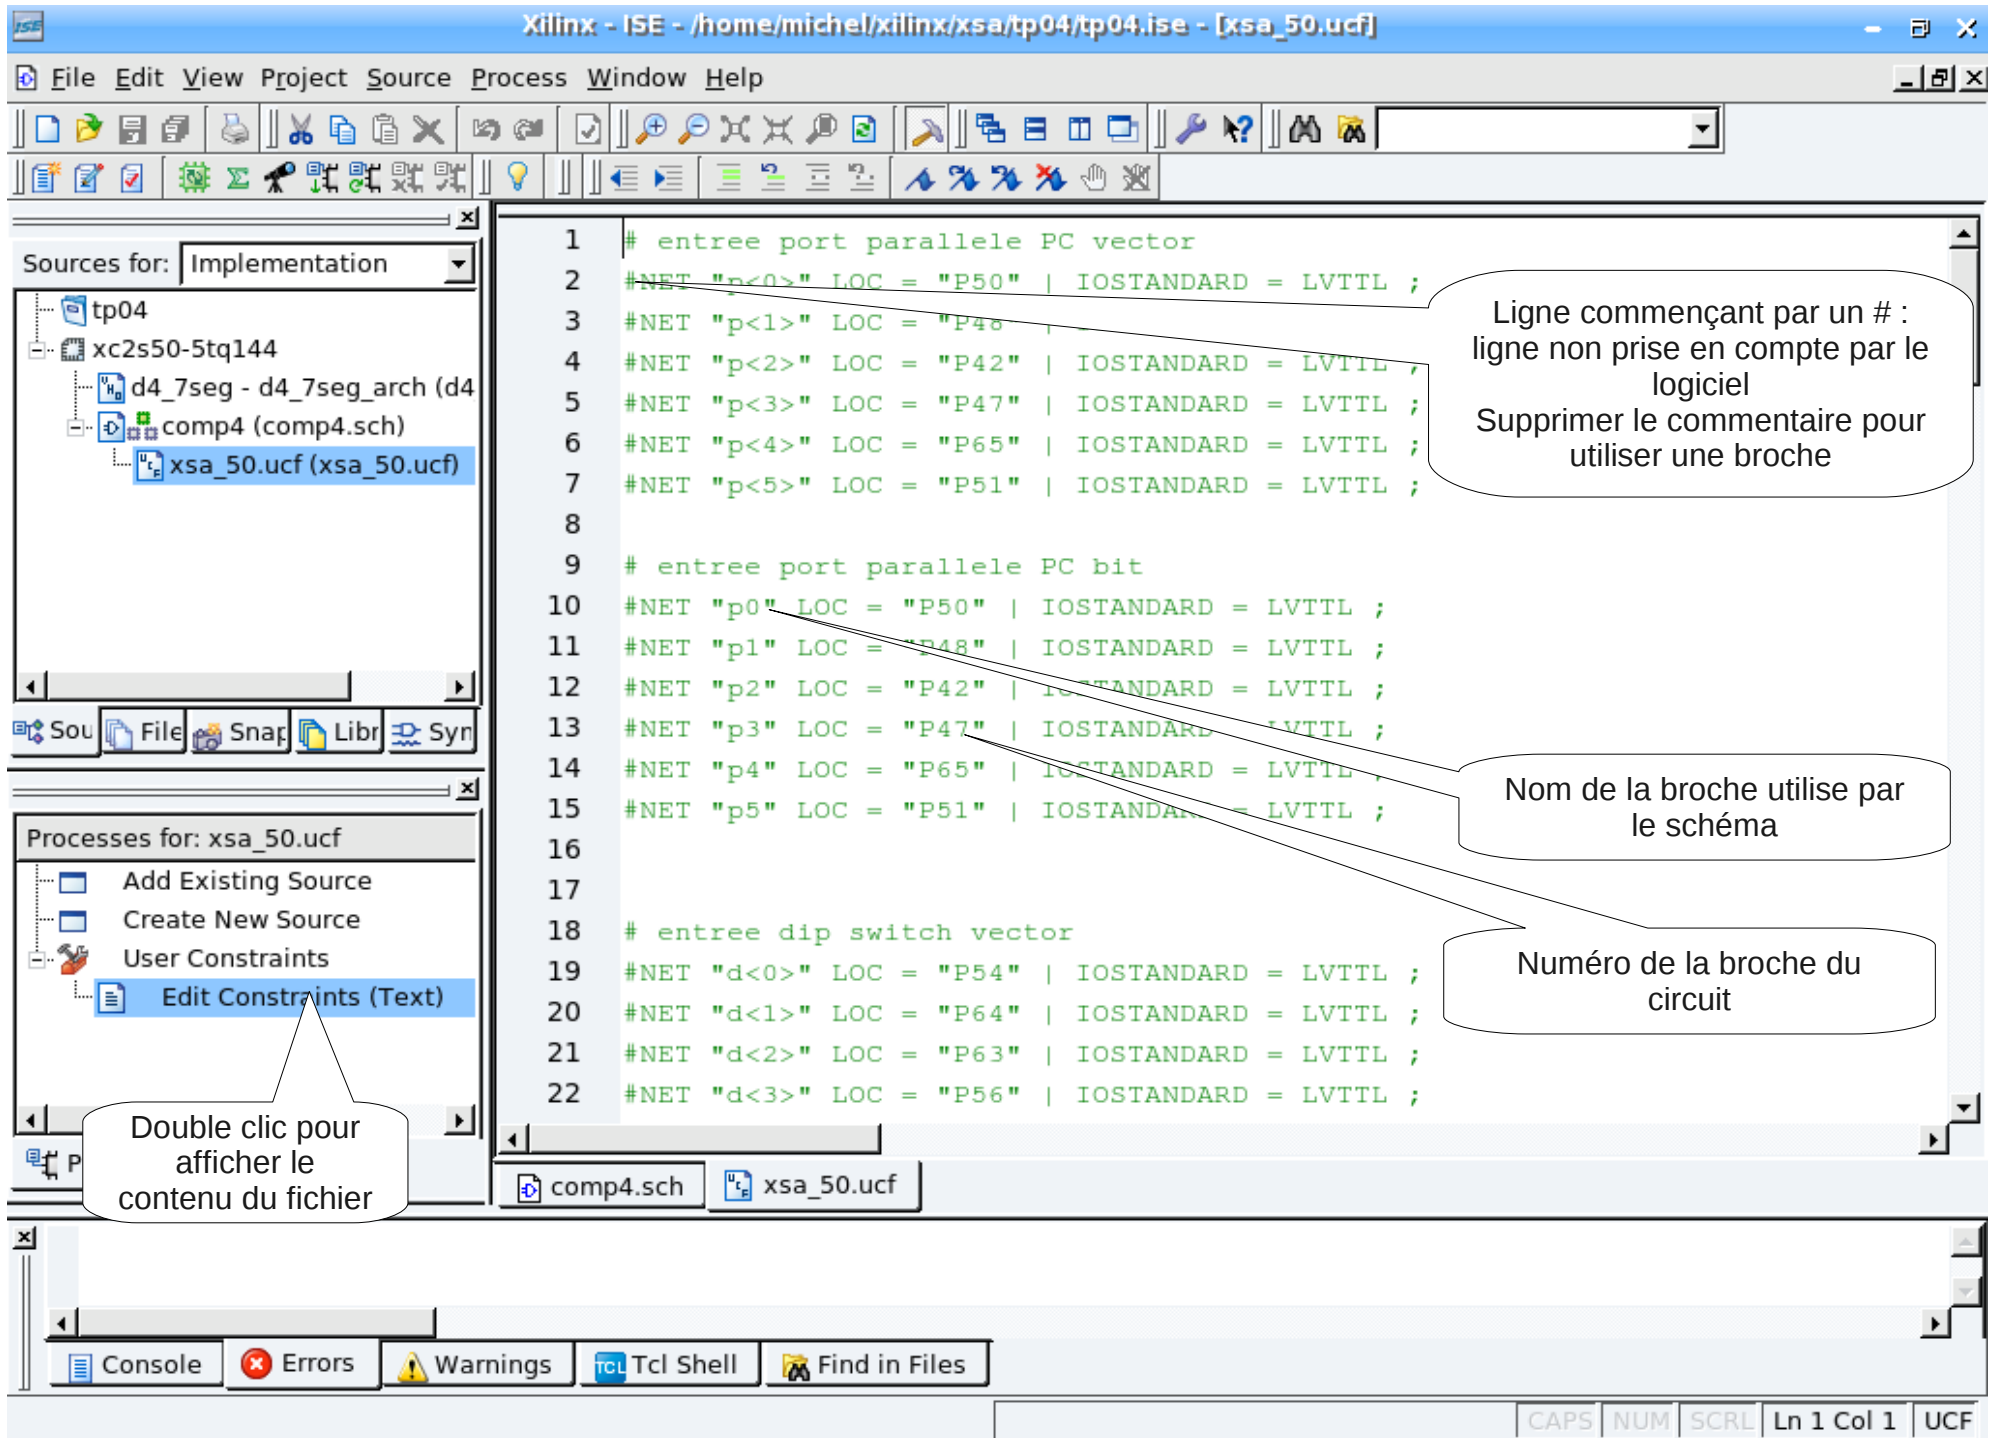 Xilinx - ISE - /home/michel/xilinx/xsa/tp04/tp04.ise - [xsa_50.ucf]
File Edit View Project Source Process Window Help
Sources for: Implementation
tp04
xc2s50-5tq144
d4_7seg - d4_7seg_arch (d4
comp4 (comp4.sch)
xsa_50.ucf (xsa_50.ucf)
Sou File Snap Libr Syn
Processes for: xsa_50.ucf
Add Existing Source
Create New Source
User Constraints
Edit Constraints (Text)
Double clic pour
afficher le
contenu du fichier
P
1 # entree port parallele PC vector
2 #NET "p<0>" LOC = "P50" | IOSTANDARD = LVTTL ;
3 #NET "p<1>" LOC = "P48" |
4 #NET "p<2>" LOC = "P42" | IOSTANDARD = LVTTL ;
5 #NET "p<3>" LOC = "P47" | IOSTANDARD = LVTTL ;
6 #NET "p<4>" LOC = "P65" | IOSTANDARD = LVTTL ;
7 #NET "p<5>" LOC = "P51" | IOSTANDARD = LVTTL ;
8
9 # entree port parallele PC bit
10 #NET "p0" LOC = "P50" | IOSTANDARD = LVTTL ;
11 #NET "p1" LOC = "P48" | IOSTANDARD = LVTTL ;
12 #NET "p2" LOC = "P42" | IOSTANDARD = LVTTL ;
13 #NET "p3" LOC = "P47" | IOSTANDARD = LVTTL ;
14 #NET "p4" LOC = "P65" | IOSTANDARD = LVTTL ;
15 #NET "p5" LOC = "P51" | IOSTANDARD = LVTTL ;
16
17
18 # entree dip switch vector
19 #NET "d<0>" LOC = "P54" | IOSTANDARD = LVTTL ;
20 #NET "d<1>" LOC = "P64" | IOSTANDARD = LVTTL ;
21 #NET "d<2>" LOC = "P63" | IOSTANDARD = LVTTL ;
22 #NET "d<3>" LOC = "P56" | IOSTANDARD = LVTTL ;
Ligne commençant par un # :
ligne non prise en compte par le
logiciel
Supprimer le commentaire pour
utiliser une broche
Nom de la broche utilise par
le schéma
Numéro de la broche du
circuit
comp4.sch xsa_50.ucf
Console Errors Warnings TCL Tcl Shell Find in Files
CAPS NUM SCRL Ln 1 Col 1 UCF